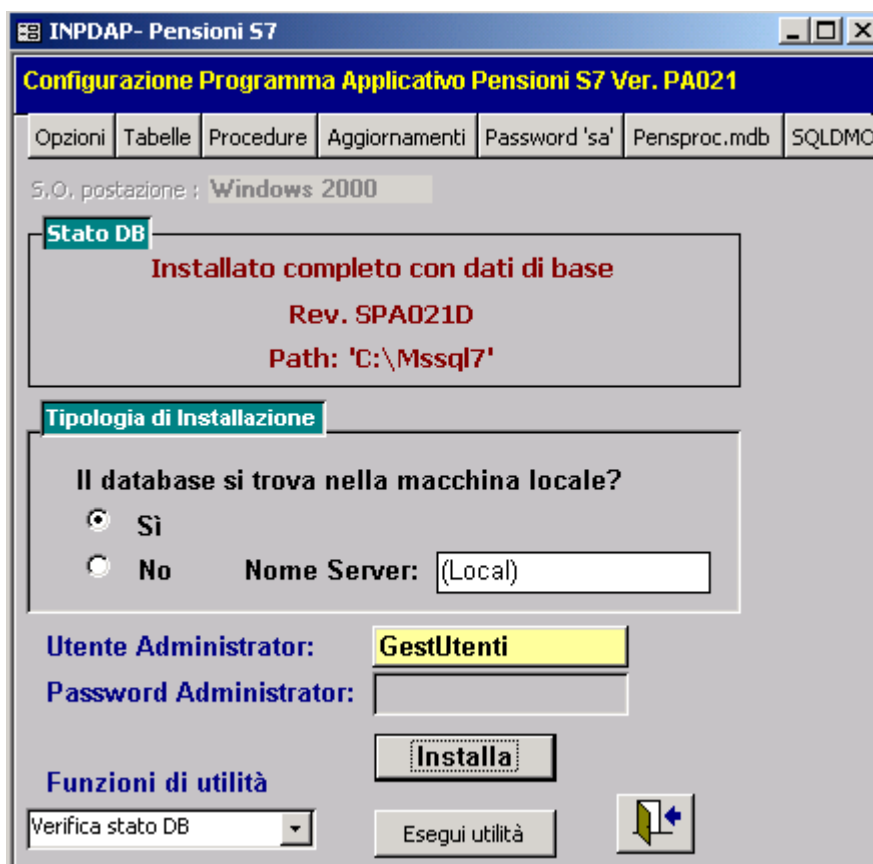 INPDAP- Pensioni S7
Configurazione Programma Applicativo Pensioni S7 Ver. PA021
Opzioni Tabelle Procedure Aggiornamenti Password 'sa' Pensproc.mdb SQLDMO
S.O. postazione : Windows 2000
Stato DB
Installato completo con dati di base
Rev. SPA021D
Path: 'C:\Mssql7'
Tipologia di Installazione
Il database si trova nella macchina locale?
Sì
No Nome Server: (Local)
Utente Administrator: GestUtenti
Password Administrator:
Installa
Funzioni di utilità
Verifica stato DB Esegui utilità